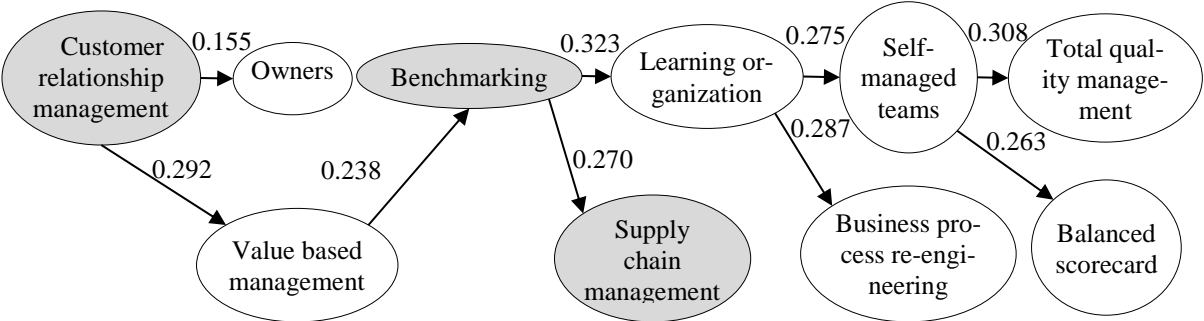 Customer
relationship
management
0.155
Owners
0.292
Value based
management
0.238
Benchmarking
0.323
0.270
Supply
chain
management
Learning or-
ganization
0.275
0.287
Self-
managed
teams
0.308
Total qual-
ity manage-
ment
0.263
Business pro-
cess re-engi-
neering
Balanced
scorecard